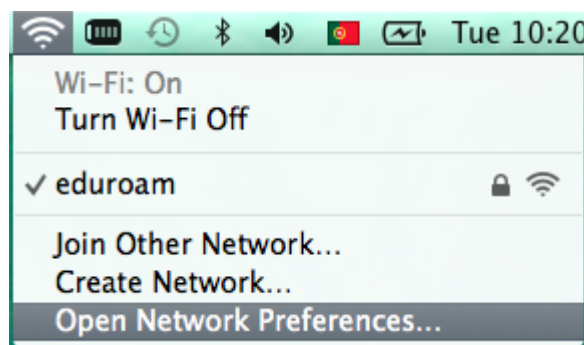 Tue 10:20
Wi-Fi: On
Turn Wi-Fi Off
eduroam
Join Other Network...
Create Network...
Open Network Preferences...